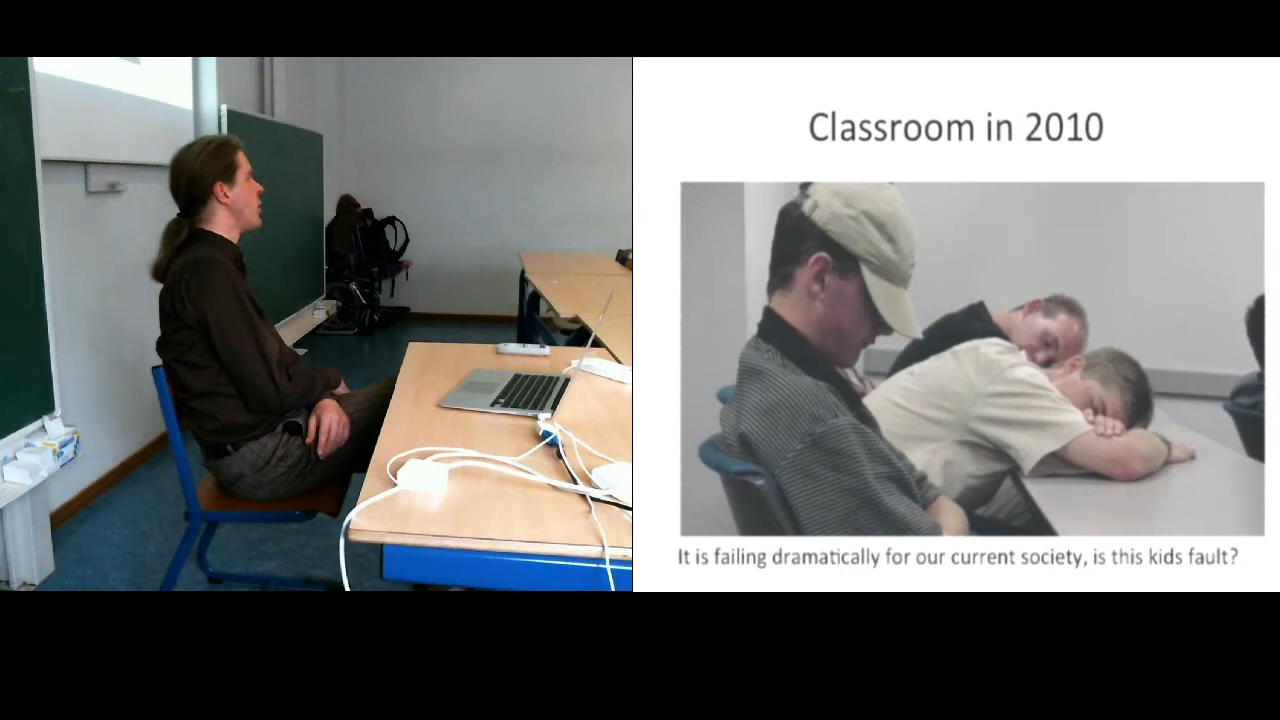 Classroom in 2010
It is failing dramatically for our current society, is this kids fault?